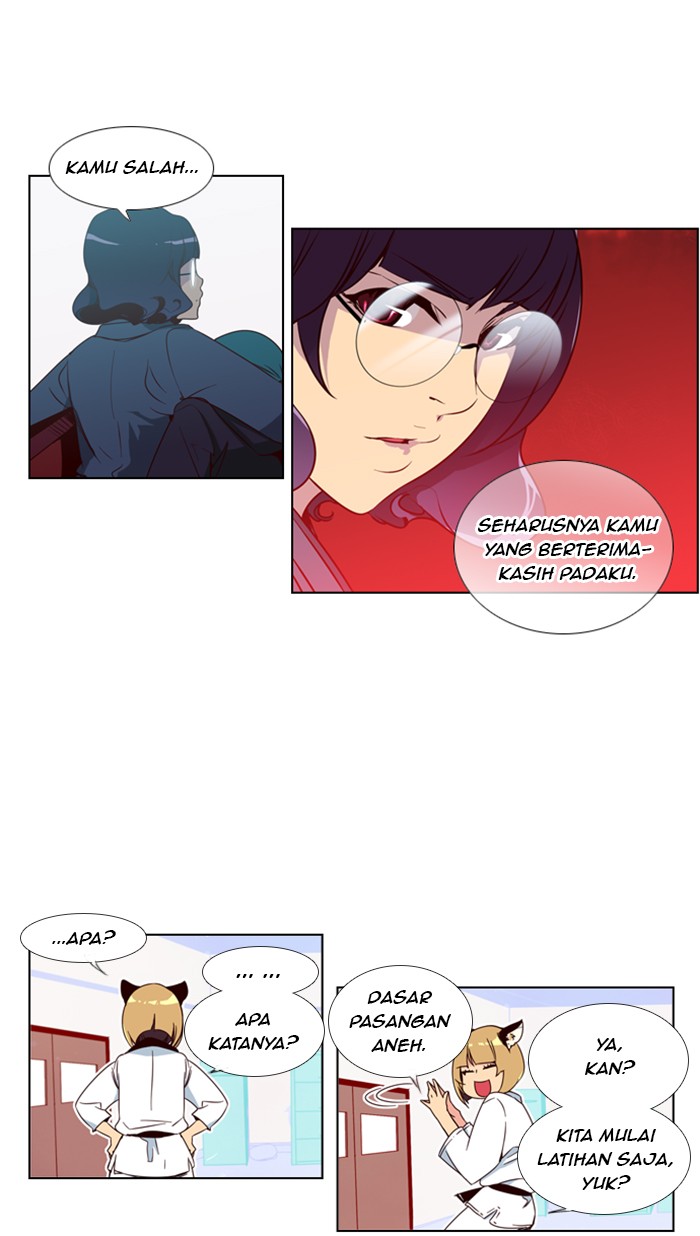 KAMU SALAH...
SEHARUSNYA KAMU
YANG BERTERIMA-
KASIH PADAKU.
...APA?
... ...
APA
KATANYA?
DASAR
PASANGAN
ANEH.
YA,
KAN?
KITA MULAI
LATIHAN SAJA,
YUK?